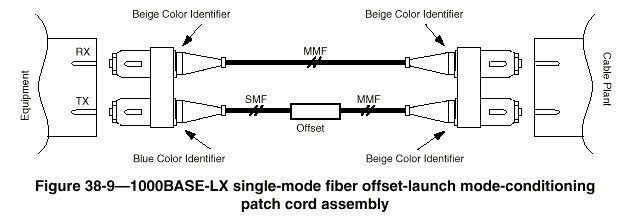 Beige Color Identifier
Beige Color Identifier
RX
MMF
Equipment
Cable Plant
TX
SMF
MMF
Offset
Blue Color Identifier
Beige Color Identifier
Figure 38-9—1000BASE-LX single-mode fiber offset-launch mode-conditioning
patch cord assembly